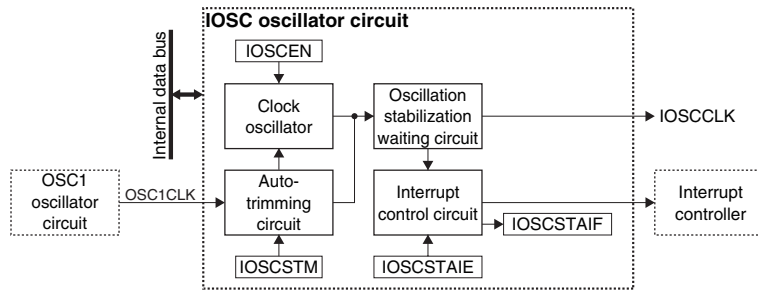 IOSC oscillator circuit
Internal data bus
IOSCEN
Clock
oscillator
Oscillation
stabilization
waiting circuit
IOSCCLK
OSC1
oscillator
circuit
OSC1CLK
Auto-
trimming
circuit
Interrupt
control circuit
Interrupt
controller
IOSCSTAIF
IOSCSTM
IOSCSTAIE